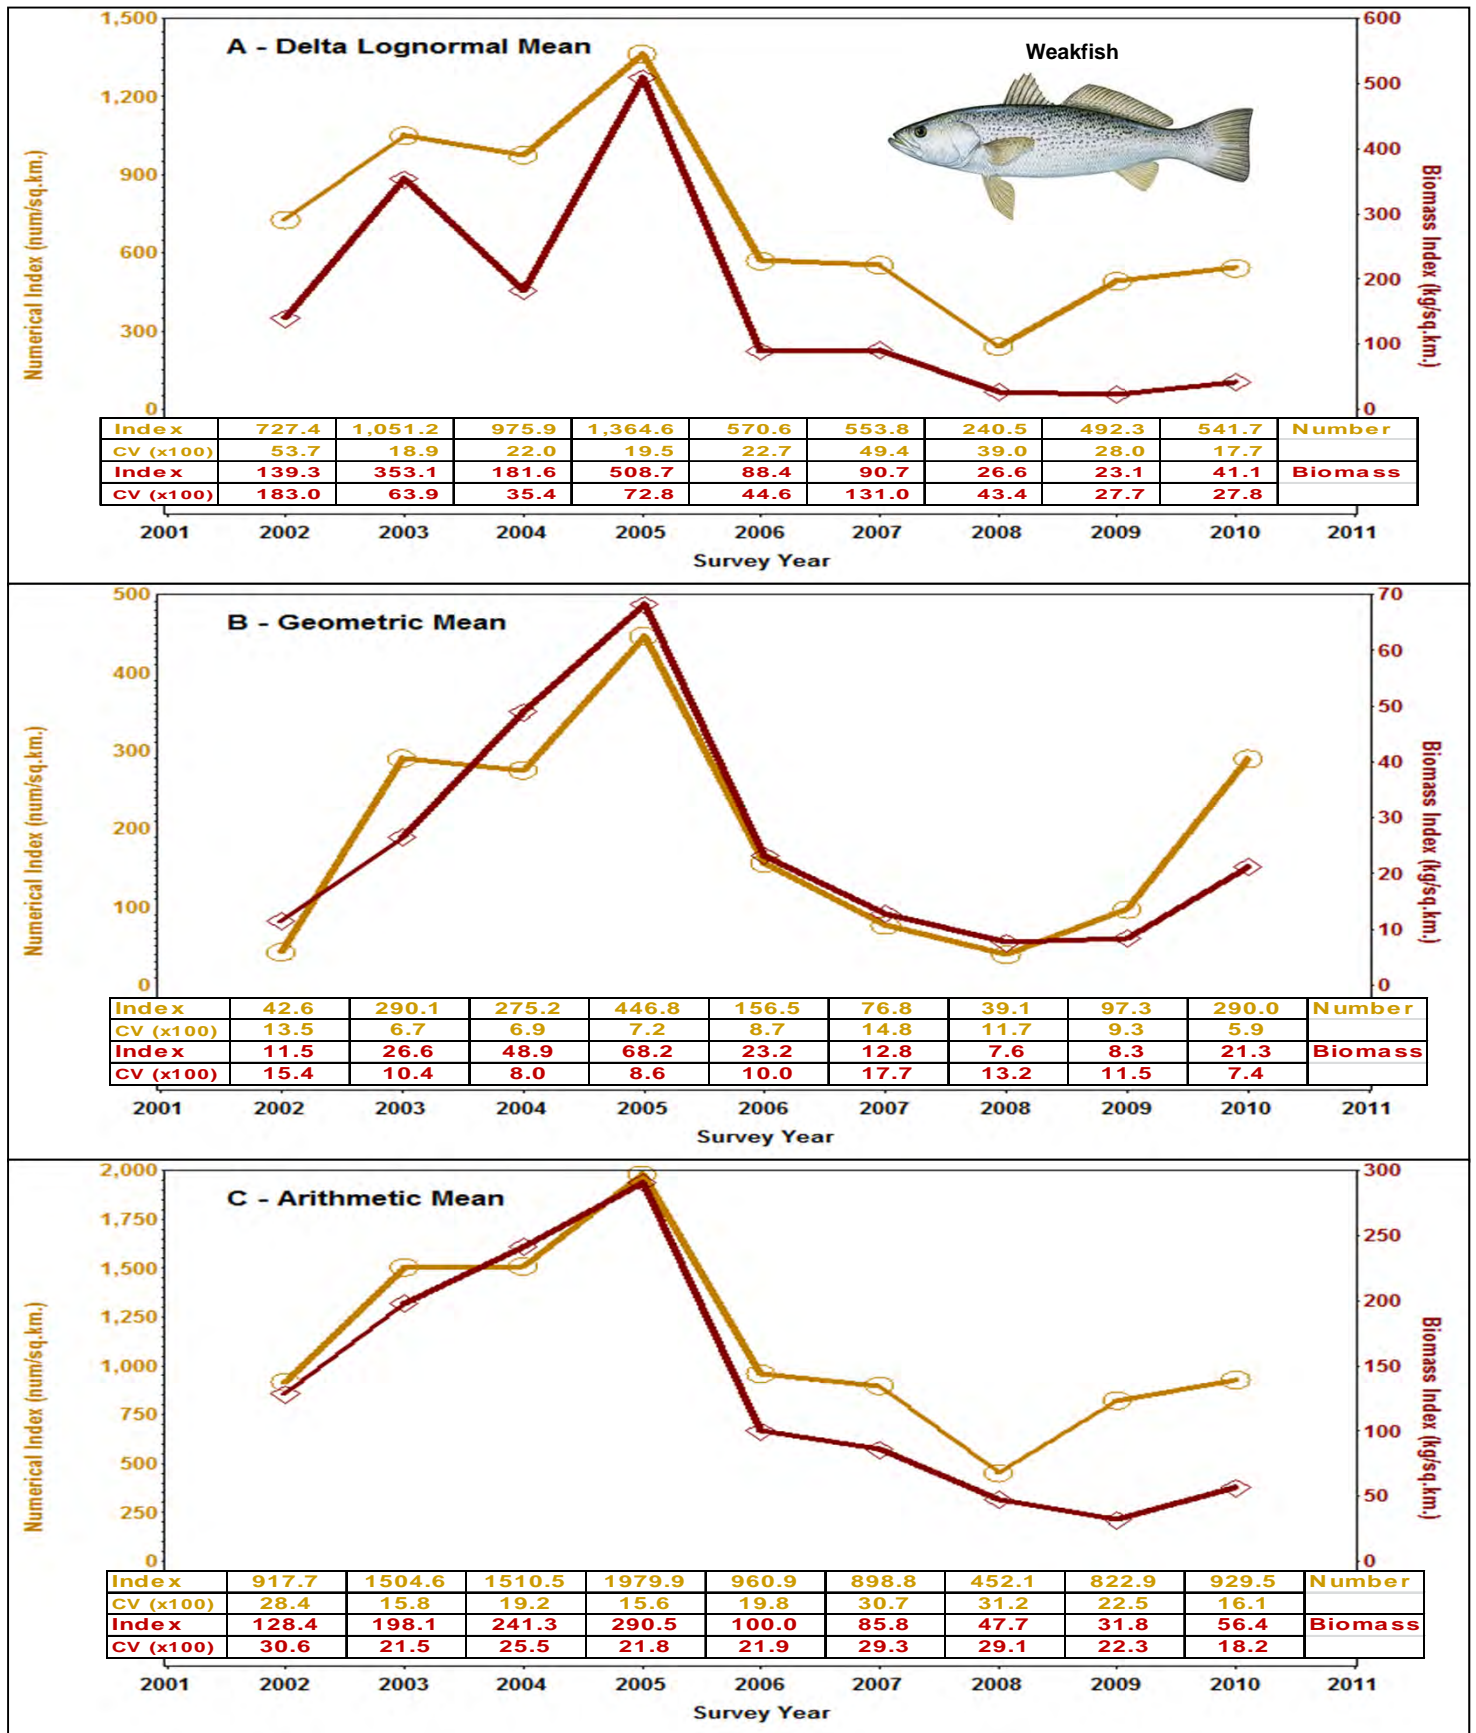 A - Delta Lognormal Mean
Weakfish
Numerical Index (num/sq.km.)
1,500
1,200
900
600
300
0
600
500
400
300
200
100
0
Biomass Index (kg/sq.km.)
Index 727.4 1,051.2 975.9 1,364.6 570.6 553.8 240.5 492.3 541.7 Number
CV (x100) 53.7 18.9 22.0 19.5 22.7 49.4 39.0 28.0 17.7
Index 139.3 353.1 181.6 508.7 88.4 90.7 26.6 23.1 41.1 Biomass
CV (x100) 183.0 63.9 35.4 72.8 44.6 131.0 43.4 27.7 27.8
2001 2002 2003 2004 2005 2006 2007 2008 2009 2010 2011
Survey Year
B - Geometric Mean
Numerical Index (num/sq.km.)
500
400
300
200
100
0
70
60
50
40
30
20
10
0
Biomass Index (kg/sq.km.)
Index 42.6 290.1 275.2 446.8 156.5 76.8 39.1 97.3 290.0 Number
CV (x100) 13.5 6.7 6.9 7.2 8.7 14.8 11.7 9.3 5.9
Index 11.5 26.6 48.9 68.2 23.2 12.8 7.6 8.3 21.3 Biomass
CV (x100) 15.4 10.4 8.0 8.6 10.0 17.7 13.2 11.5 7.4
2001 2002 2003 2004 2005 2006 2007 2008 2009 2010 2011
Survey Year
C - Arithmetic Mean
Numerical Index (num/sq.km.)
2,000
1,750
1,500
1,250
1,000
750
500
250
0
300
250
200
150
100
50
0
Biomass Index (kg/sq.km.)
Index 917.7 1504.6 1510.5 1979.9 960.9 898.8 452.1 822.9 929.5 Number
CV (x100) 28.4 15.8 19.2 15.6 19.8 30.7 31.2 22.5 16.1
Index 128.4 198.1 241.3 290.5 100.0 85.8 47.7 31.8 56.4 Biomass
CV (x100) 30.6 21.5 25.5 21.8 21.9 29.3 29.1 22.3 18.2
2001 2002 2003 2004 2005 2006 2007 2008 2009 2010 2011
Survey Year